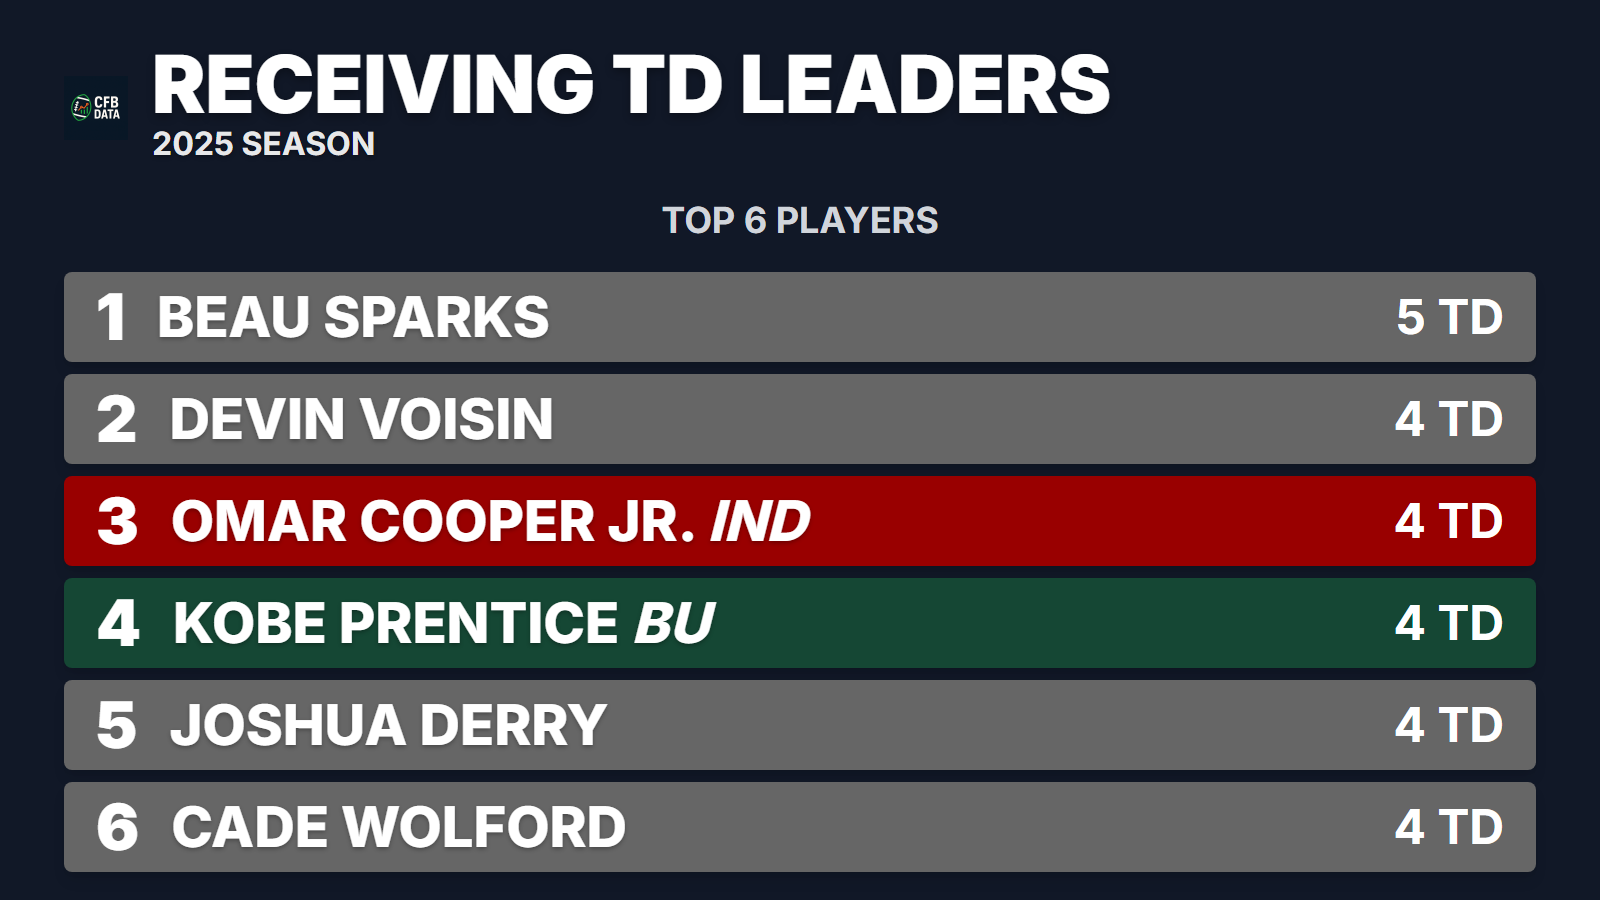 CFB
DATA
RECEIVING TD LEADERS
2025 SEASON
TOP 6 PLAYERS
1 BEAU SPARKS 5 TD
2 DEVIN VOISIN 4 TD
3 OMAR COOPER JR. IND 4 TD
4 KOBE PRENTICE BU 4 TD
5 JOSHUA DERRY 4 TD
6 CADE WOLFORD 4 TD